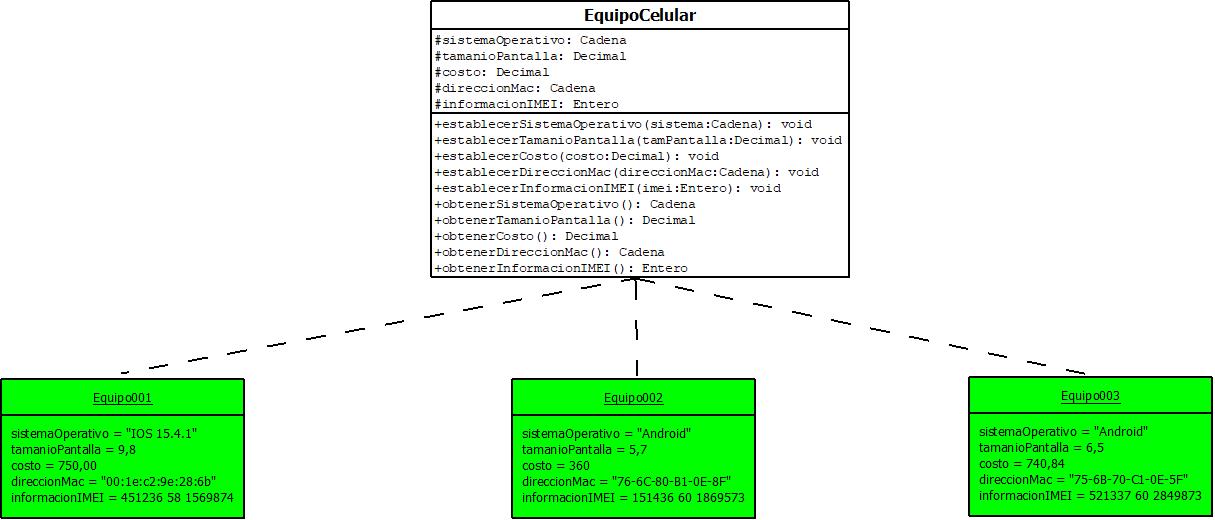 EquipoCelular
#sistemaOperativo: Cadena
#tamanioPantalla: Decimal
#costo: Decimal
#direccionMac: Cadena
#informacionIMEI: Entero
+establecerSistemaOperativo(sistema:Cadena): void
+establecerTamanioPantalla(tamPantalla:Decimal): void
+establecerCosto(costo:Decimal): void
+establecerDireccionMac(direccionMac:Cadena): void
+establecerInformacionIMEI(imei:Entero): void
+obtenerSistemaOperativo(): Cadena
+obtenerTamanioPantalla(): Decimal
+obtenerCosto(): Decimal
+obtenerDireccionMac(): Cadena
+obtenerInformacionIMEI(): Entero
Equipo001
sistemaOperativo = "IOS 15.4.1"
tamanioPantalla = 9,8
costo = 750,00
direccionMac = "00:1e:c2:9e:28:6b"
informacionIMEI = 451236 58 1569874
Equipo002
sistemaOperativo = "Android"
tamanioPantalla = 5,7
costo = 360
direccionMac = "76-6C-80-B1-0E-8F"
informacionIMEI = 151436 60 1869573
Equipo003
sistemaOperativo = "Android"
tamanioPantalla = 6,5
costo = 740,84
direccionMac = "75-6B-70-C1-0E-5F"
informacionIMEI = 521337 60 2849873